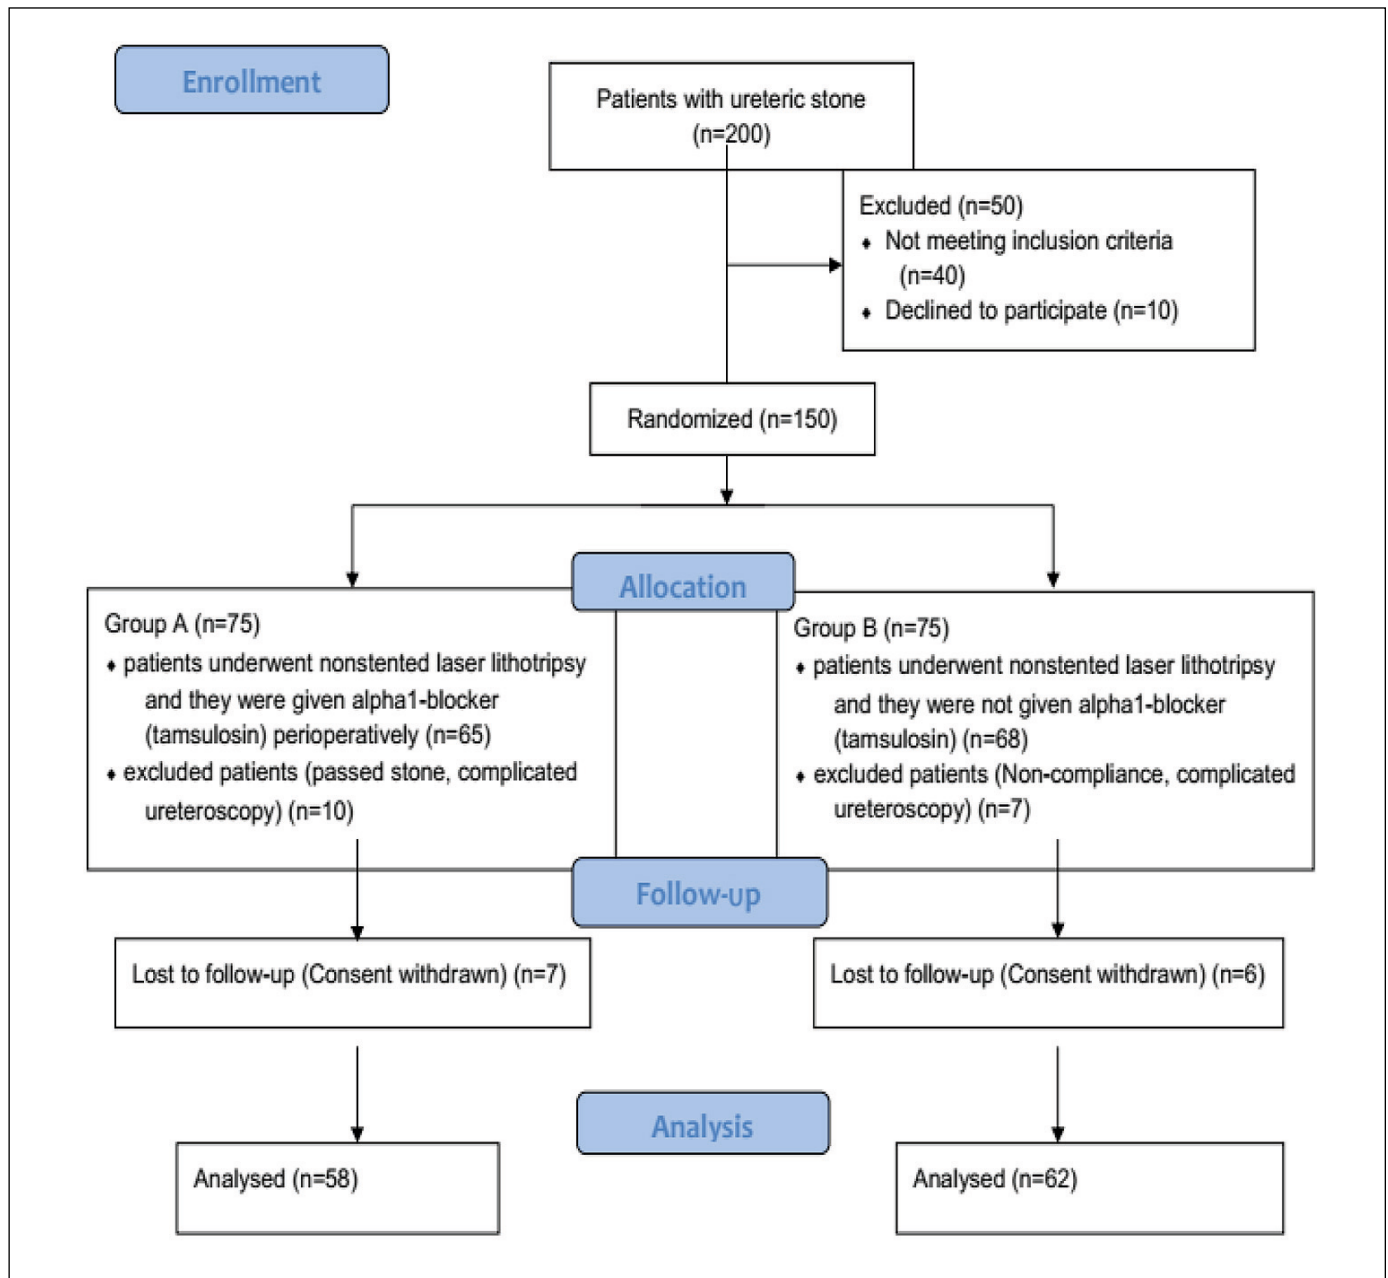 Enrollment
Patients with ureteric stone
(n=200)
Excluded (n=50)
♦ Not meeting inclusion criteria
(n=40)
♦ Declined to participate (n=10)
Randomized (n=150)
Allocation
Group A (n=75)
♦ patients underwent nonstented laser lithotripsy
and they were given alpha1-blocker
(tamsulosin) perioperatively (n=65)
♦ excluded patients (passed stone, complicated
ureteroscopy) (n=10)
Group B (n=75)
♦ patients underwent nonstented laser lithotripsy
and they were not given alpha1-blocker
(tamsulosin) (n=68)
♦ excluded patients (Non-compliance, complicated
ureteroscopy) (n=7)
Follow-up
Lost to follow-up (Consent withdrawn) (n=7)
Lost to follow-up (Consent withdrawn) (n=6)
Analysis
Analysed (n=58)
Analysed (n=62)